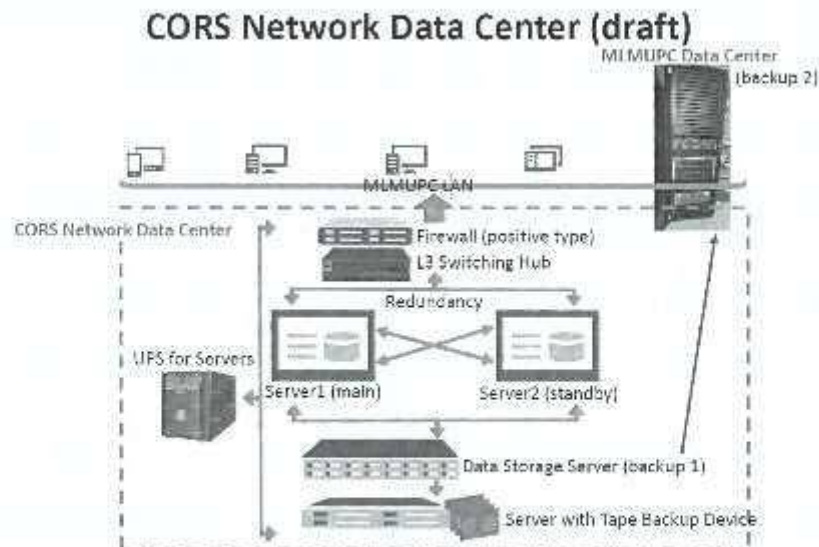 CORS Network Data Center (draft)
MLMUPC Data Center
(backup 2)
MLMUPC LAN
CORS Network Data Center
Firewall (positive type)
L3 Switching Hub
Redundancy
UPS for Servers
Server1 (main)
Server2 (standby)
Data Storage Server (backup 1)
Server with Tape Backup Device